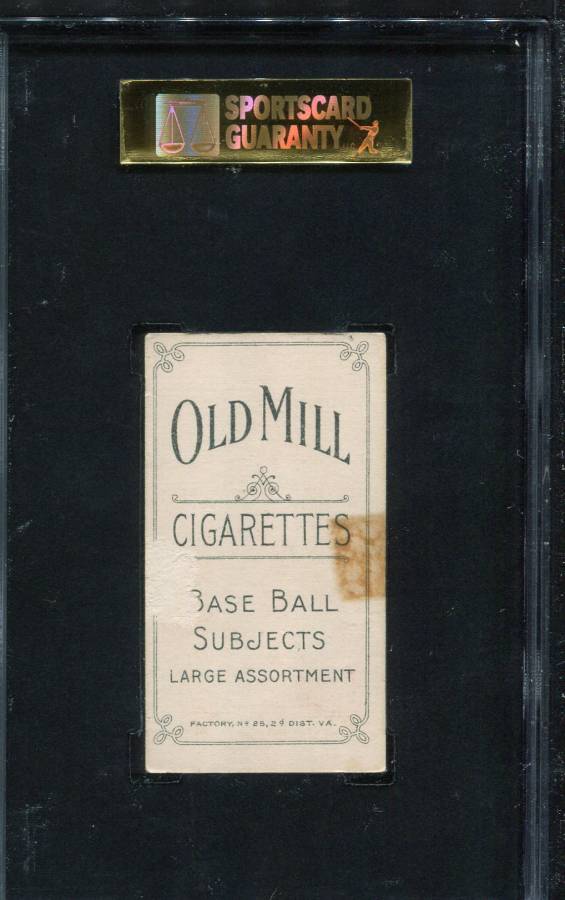 SPORTSCARD
GUARANTY
OLD MILL
CIGARETTES
BASE BALL
SUBJECTS
LARGE ASSORTMENT
FACTORY, Nº 25, 2d DIST. VA.